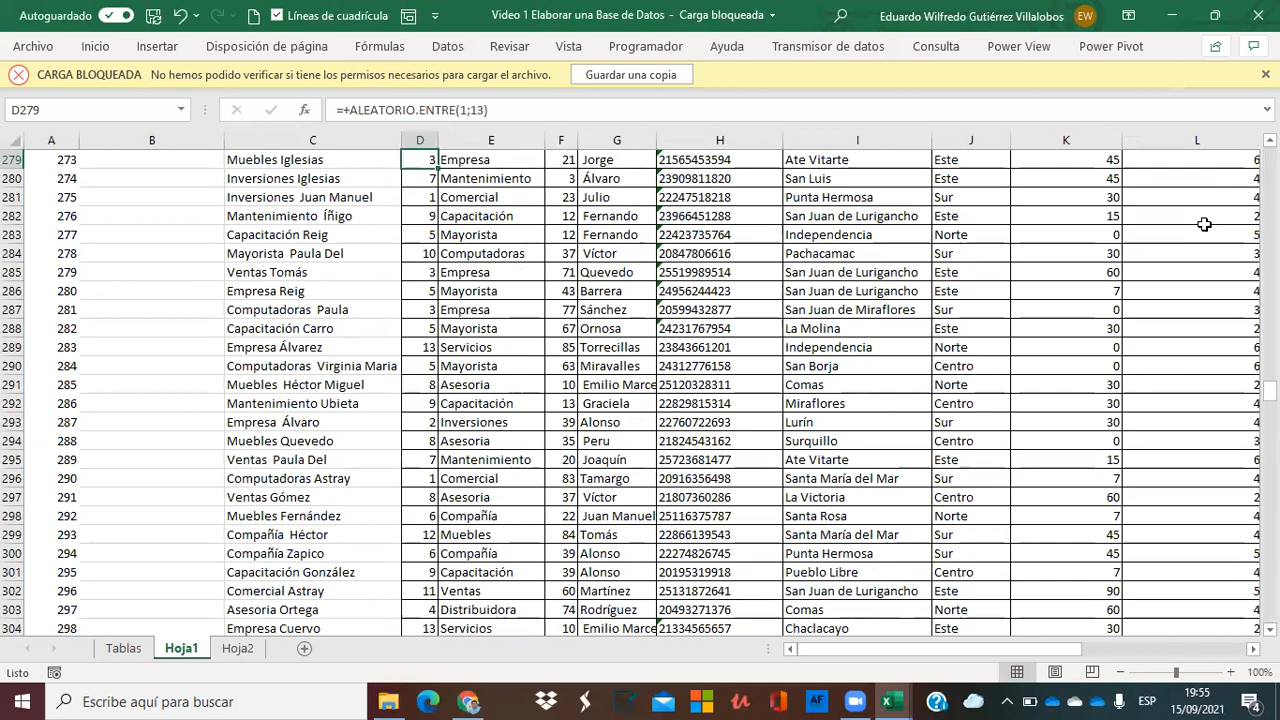 Autoguardado Líneas de cuadrícula Video 1 Elaborar una Base de Datos - Carga bloqueada Eduardo Wilfredo Gutiérrez Villalobos EW
Archivo Inicio Insertar Disposición de página Fórmulas Datos Revisar Vista Programador Ayuda Transmisor de datos Consulta Power View Power Pivot
CARGA BLOQUEADA No hemos podido verificar si tiene los permisos necesarios para cargar el archivo. Guardar una copia
D279 fx =+ALEATORIO.ENTRE(1;13)
A B C D E F G H I J K L
279 273 Muebles Iglesias 3 Empresa 21 Jorge 21565453594 Ate Vitarte Este 45 6
280 274 Inversiones Iglesias 7 Mantenimiento 3 Álvaro 23909811820 San Luis Este 45 4
281 275 Inversiones Juan Manuel 1 Comercial 23 Julio 22247518218 Punta Hermosa Sur 30 4
282 276 Mantenimiento Íñigo 9 Capacitación 12 Fernando 23966451288 San Juan de Lurigancho Este 15 2
283 277 Capacitación Reig 5 Mayorista 12 Fernando 22423735764 Independencia Norte 0 5
284 278 Mayorista Paula Del 10 Computadoras 37 Víctor 20847806616 Pachacamac Sur 30 3
285 279 Ventas Tomás 3 Empresa 71 Quevedo 25519989514 San Juan de Lurigancho Este 60 4
286 280 Empresa Reig 5 Mayorista 43 Barrera 24956244423 San Juan de Lurigancho Este 7 4
287 281 Computadoras Paula 3 Empresa 77 Sánchez 20599432877 San Juan de Miraflores Sur 0 3
288 282 Capacitación Carro 5 Mayorista 67 Ornosa 24231767954 La Molina Este 30 2
289 283 Empresa Álvarez 13 Servicios 85 Torrecillas 23843661201 Independencia Norte 0 6
290 284 Computadoras Virginia Maria 5 Mayorista 63 Miravalles 24312776158 San Borja Centro 0 6
291 285 Muebles Héctor Miguel 8 Asesoria 10 Emilio Marce 25120328311 Comas Norte 30 2
292 286 Mantenimiento Ubieta 9 Capacitación 13 Graciela 22829815314 Miraflores Centro 30 4
293 287 Empresa Álvaro 2 Inversiones 39 Alonso 22760722693 Lurín Sur 30 4
294 288 Muebles Quevedo 8 Asesoria 35 Peru 21824543162 Surquillo Centro 0 3
295 289 Ventas Paula Del 7 Mantenimiento 20 Joaquín 25723681477 Ate Vitarte Este 15 6
296 290 Computadoras Astray 1 Comercial 83 Tamargo 20916356498 Santa María del Mar Sur 7 4
297 291 Ventas Gómez 8 Asesoria 37 Víctor 21807360286 La Victoria Centro 60 2
298 292 Muebles Fernández 6 Compañía 22 Juan Manuel 25116375787 Santa Rosa Norte 7 4
299 293 Compañía Héctor 12 Muebles 84 Tomás 22866139543 Santa María del Mar Sur 45 4
300 294 Compañía Zapico 6 Compañía 39 Alonso 22274826745 Punta Hermosa Sur 45 5
301 295 Capacitación González 9 Capacitación 39 Alonso 20195319918 Pueblo Libre Centro 7 4
302 296 Comercial Astray 11 Ventas 60 Martínez 25131872641 San Juan de Lurigancho Este 90 5
303 297 Asesoria Ortega 4 Distribuidora 74 Rodríguez 20493271376 Comas Norte 60 4
304 298 Empresa Cuervo 13 Servicios 10 Emilio Marce 21334565657 Chaclacayo Este 30 2
Tablas Hoja1 Hoja2
Listo 100%
Escribe aquí para buscar AF ESP 19:55
15/09/2021 4